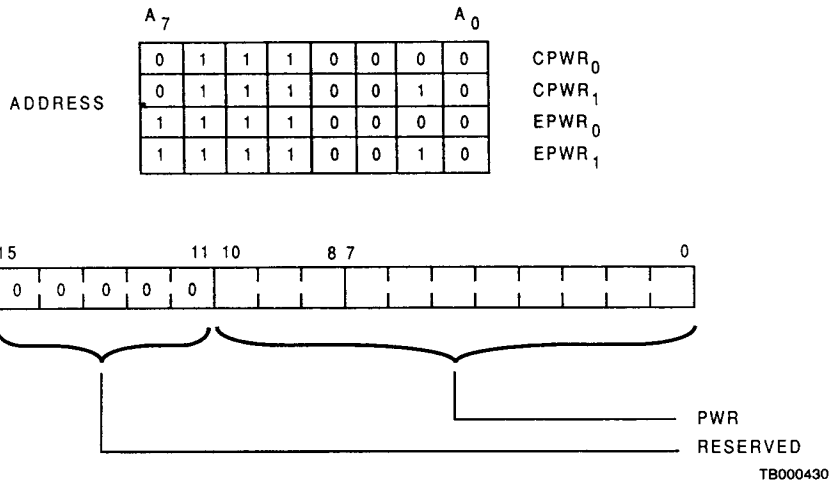 A7 A0
0 1 1 1 0 0 0 0 CPWR0
ADDRESS 0 1 1 1 0 0 1 0 CPWR1
1 1 1 1 0 0 0 0 EPWR0
1 1 1 1 0 0 1 0 EPWR1
15 11 10 8 7 0
0 0 0 0 0
PWR
RESERVED
TB000430